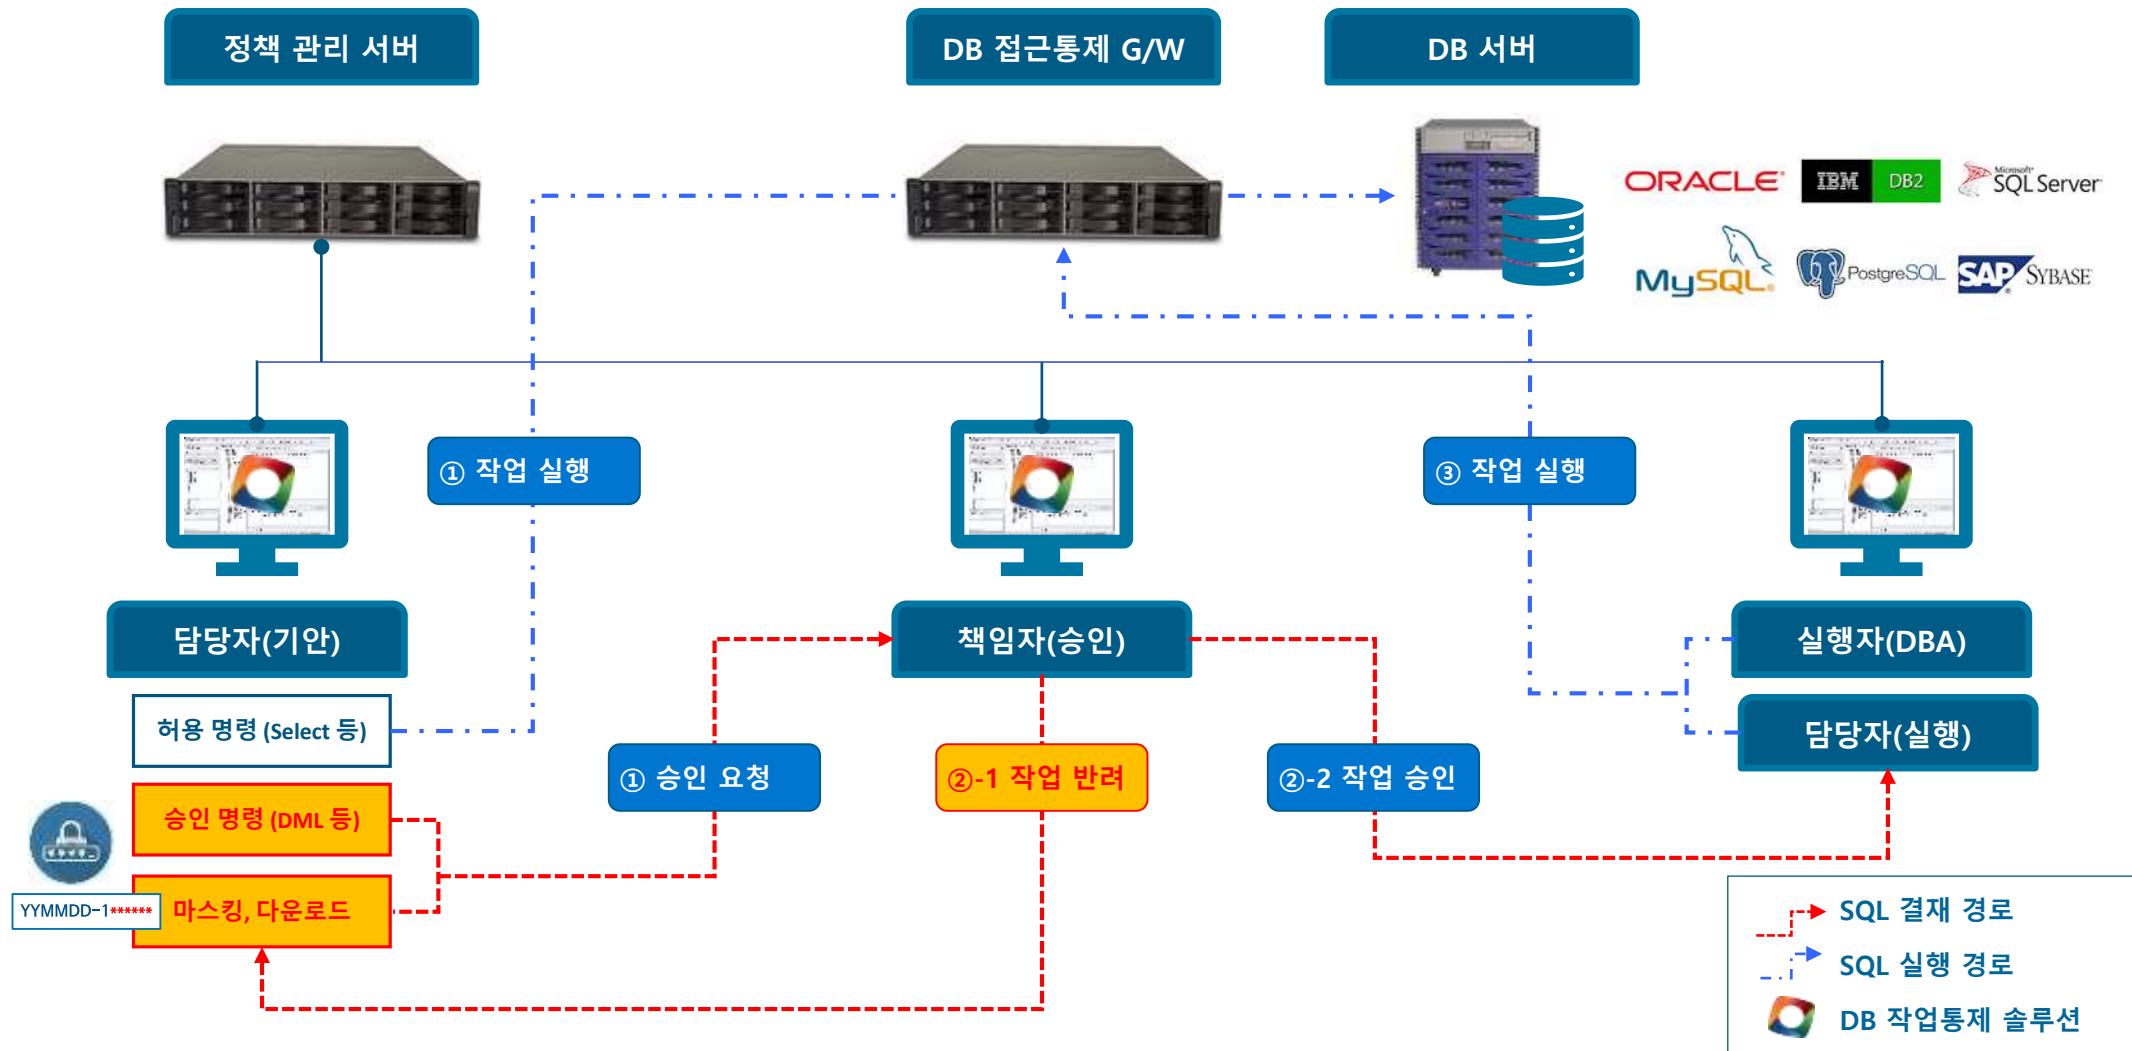 정책 관리 서버
DB 접근통제 G/W
DB 서버
ORACLE
IBM DB2
Microsoft
SQL Server
MySQL
PostgreSQL
SAP SYBASE
① 작업 실행
③ 작업 실행
담당자(기안)
책임자(승인)
실행자(DBA)
허용 명령 (Select 등)
담당자(실행)
① 승인 요청
②-1 작업 반려
②-2 작업 승인
승인 명령 (DML 등)
YYMMDD-1******
마스킹, 다운로드
SQL 결재 경로
SQL 실행 경로
DB 작업통제 솔루션